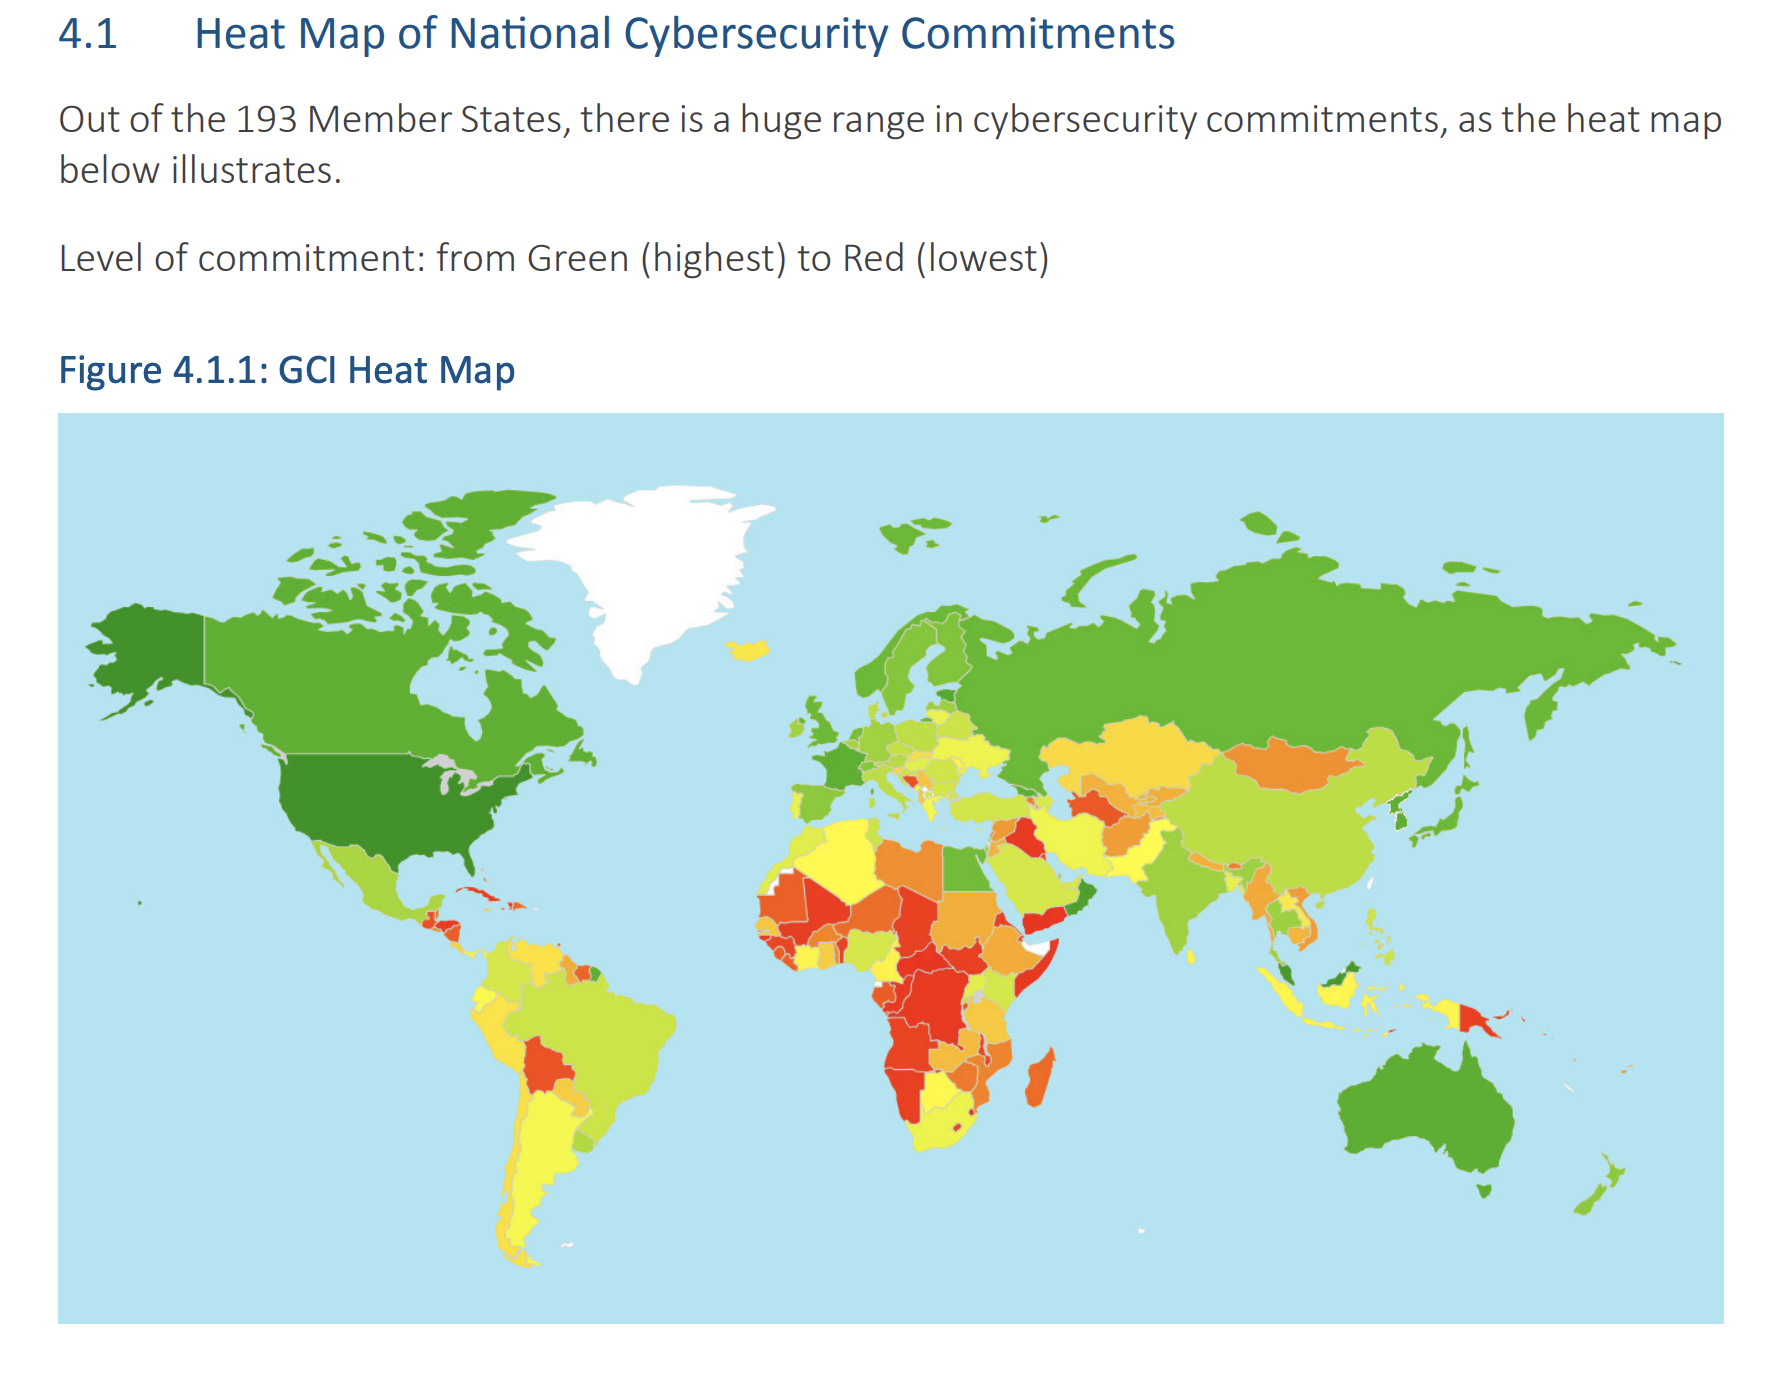 4.1 Heat Map of National Cybersecurity Commitments
Out of the 193 Member States, there is a huge range in cybersecurity commitments, as the heat map
below illustrates.
Level of commitment: from Green (highest) to Red (lowest)
Figure 4.1.1: GCI Heat Map